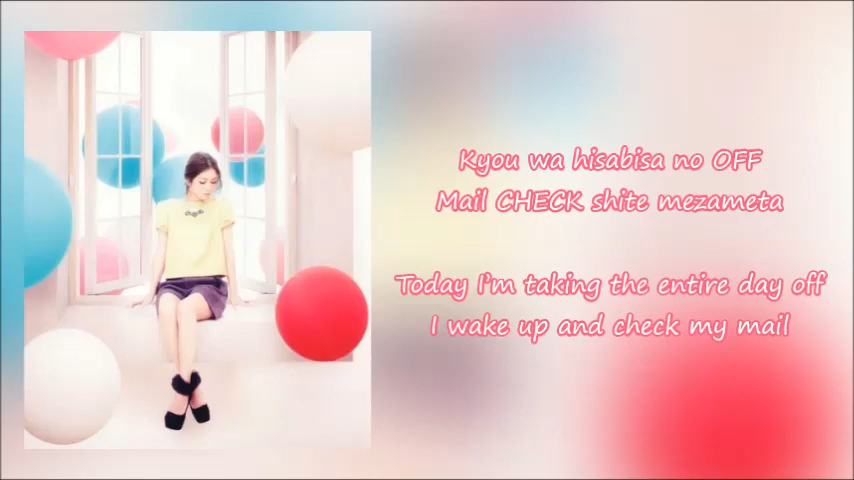 Kyou wa hisabisa no OFF
Mail CHECK shite mezameta
Today I'm taking the entire day off
I wake up and check my mail